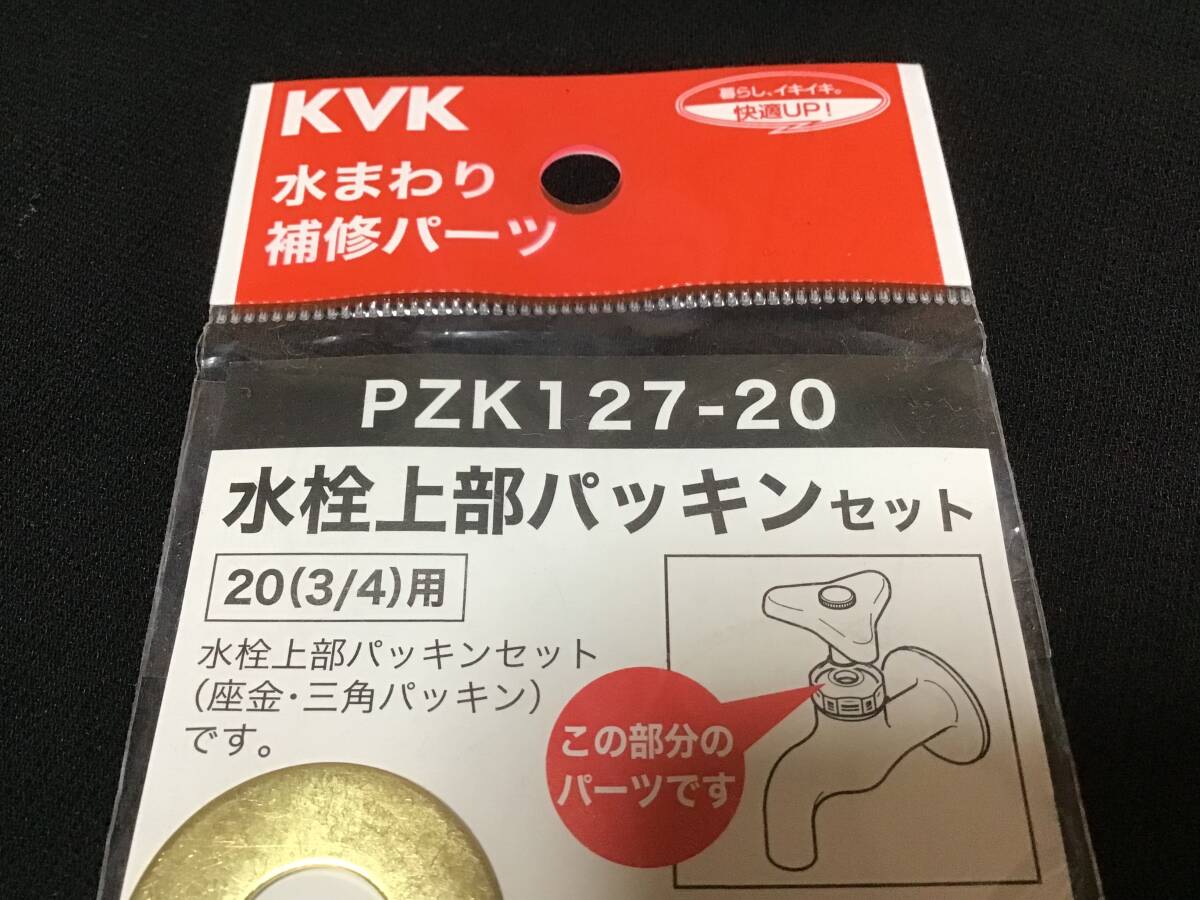 KVK
水まわり
補修パーツ
暮らし、イキイキ。
快適UP!
PZK127-20
水栓上部パッキンセット
20(3/4)用
水栓上部パッキンセット
(座金・三角パッキン)
です。
この部分の
パーツです